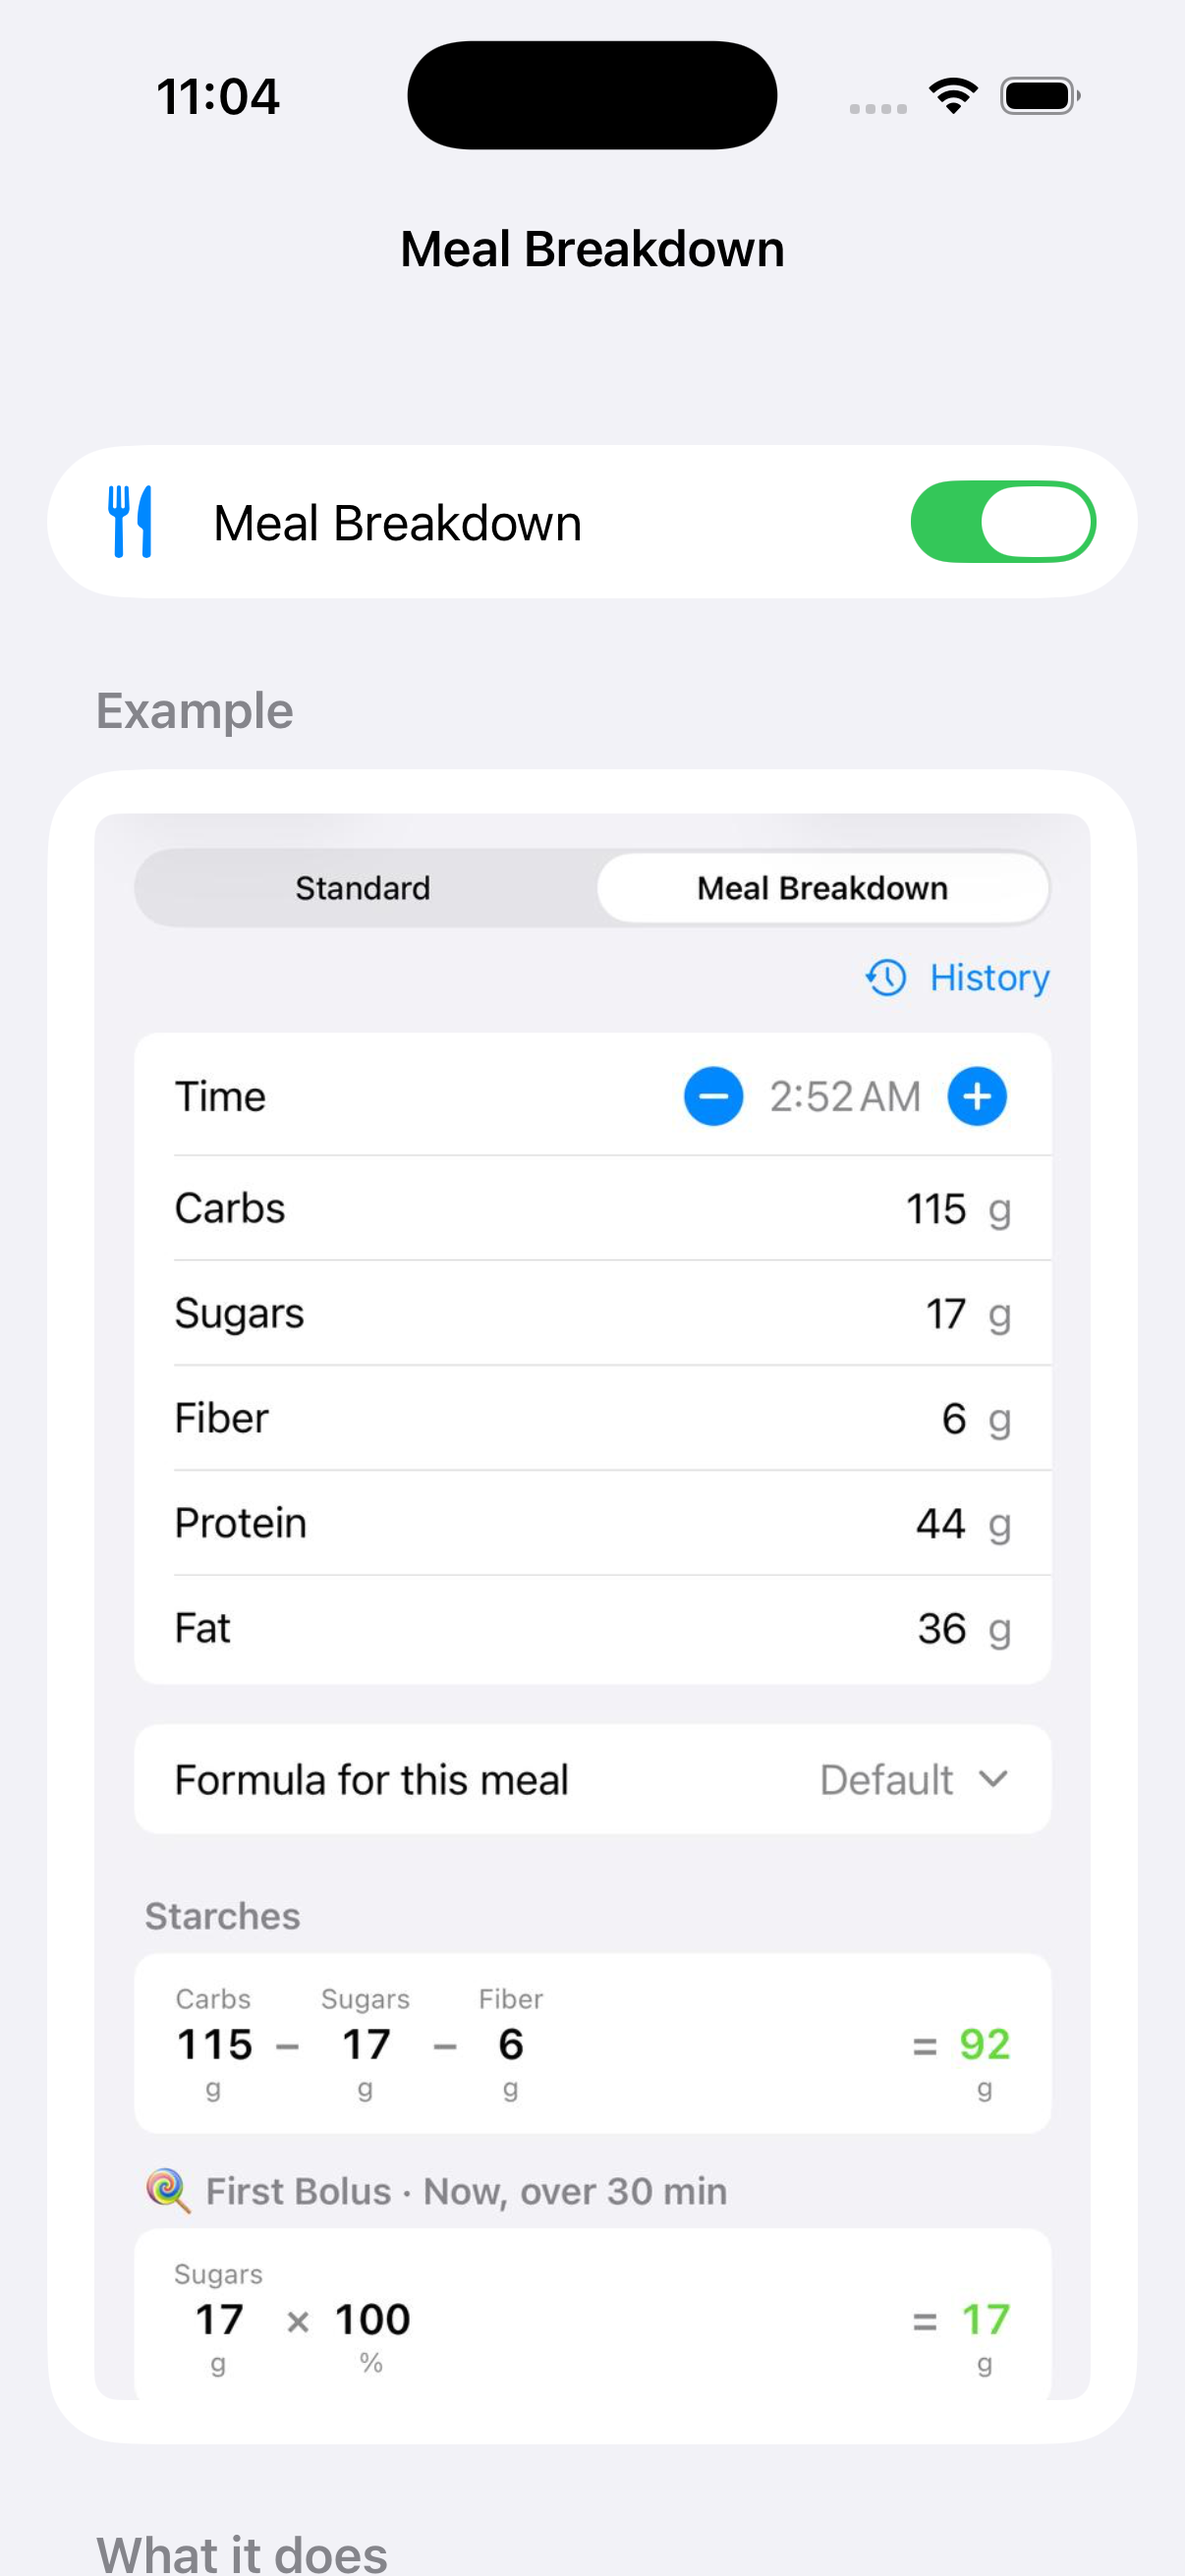 11:04
Meal Breakdown
Meal Breakdown
Example
Standard Meal Breakdown
History
Time 2:52 AM
Carbs 115 g
Sugars 17 g
Fiber 6 g
Protein 44 g
Fat 36 g
Formula for this meal Default
Starches
Carbs Sugars Fiber
115 – 17 – 6 = 92
g g g g
First Bolus · Now, over 30 min
Sugars
17 × 100 = 17
g % g
What it does